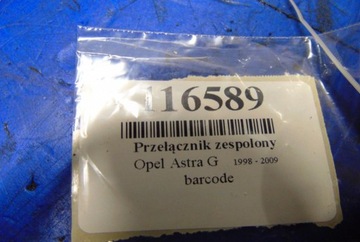 116589
Przełącznik zespolony
Opel Astra G 1998 - 2009
barcode